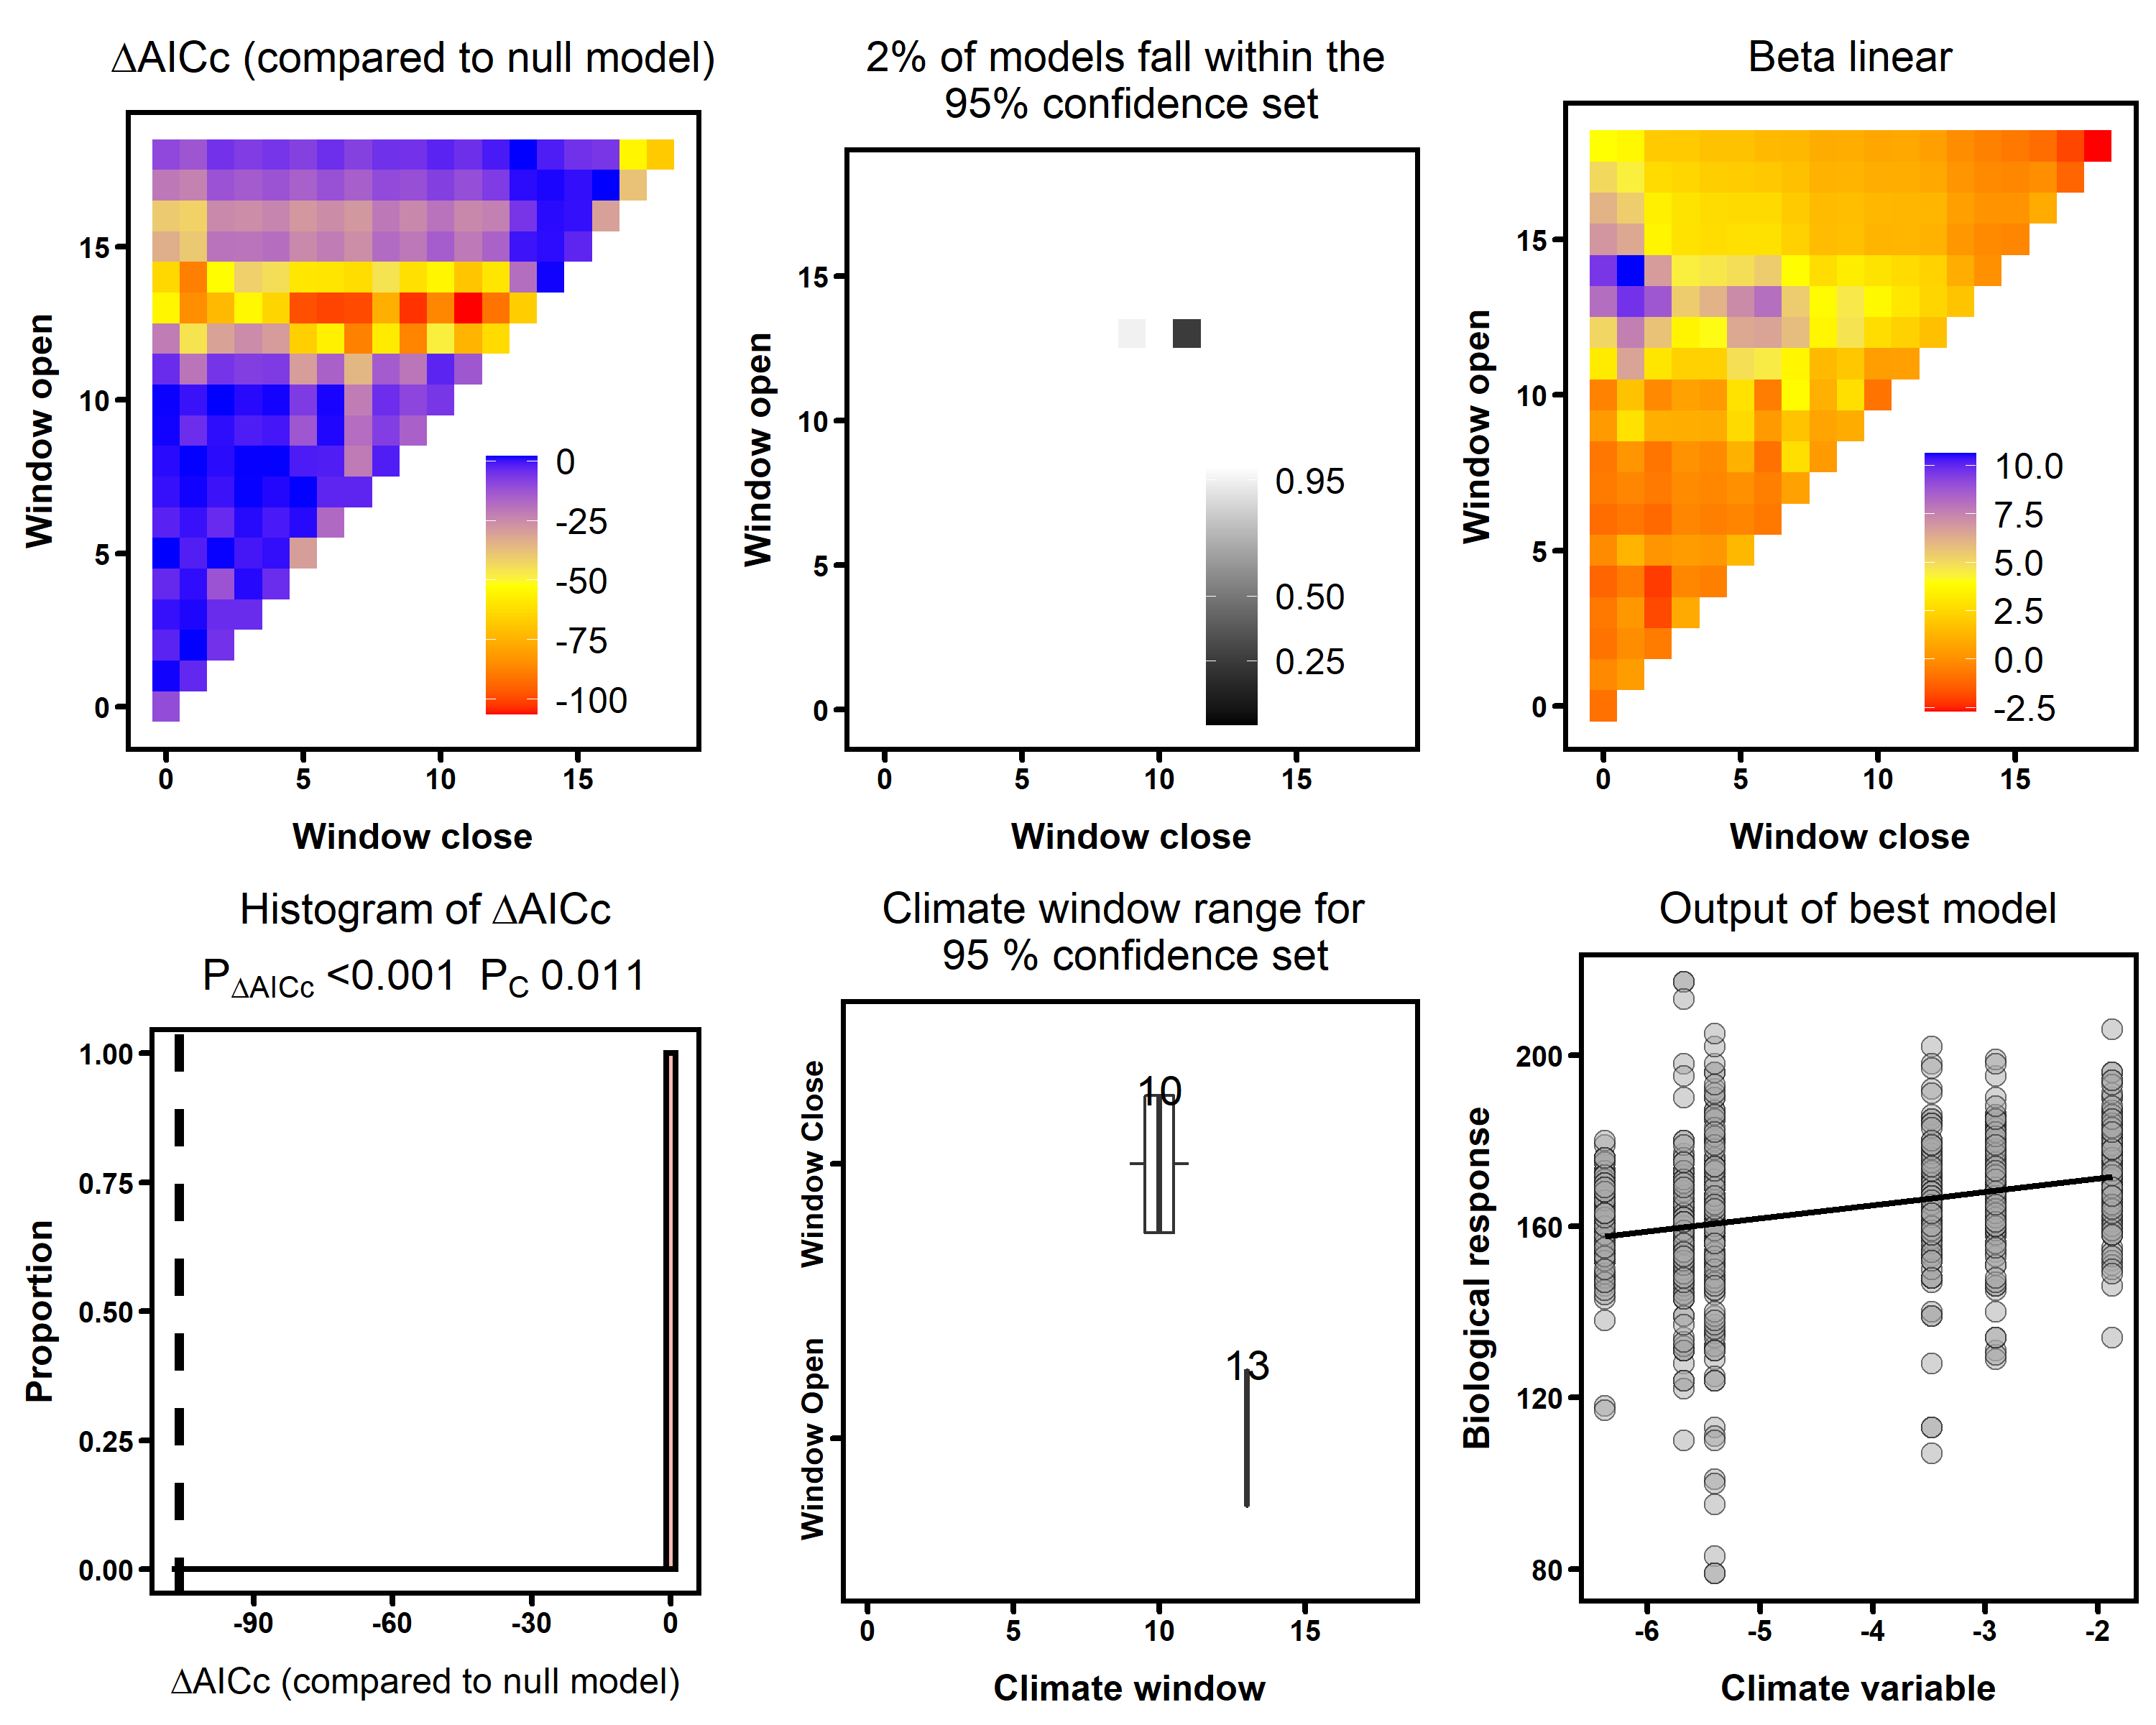 ΔAICc (compared to null model)
Window open
15
10
5
0
0
-25
-50
-75
-100
0 5 10 15
Window close
2% of models fall within the
95% confidence set
Window open
15
10
5
0
0.95
0.50
0.25
0 5 10 15
Window close
Beta linear
Window open
15
10
5
0
10.0
7.5
5.0
2.5
0.0
-2.5
0 5 10 15
Window close
Histogram of ΔAICc
PΔAICc <0.001 PC 0.011
Proportion
1.00
0.75
0.50
0.25
0.00
-90 -60 -30 0
ΔAICc (compared to null model)
Climate window range for
95 % confidence set
Window Close
10
Window Open
13
0 5 10 15
Climate window
Output of best model
Biological response
200
160
120
80
-6 -5 -4 -3 -2
Climate variable